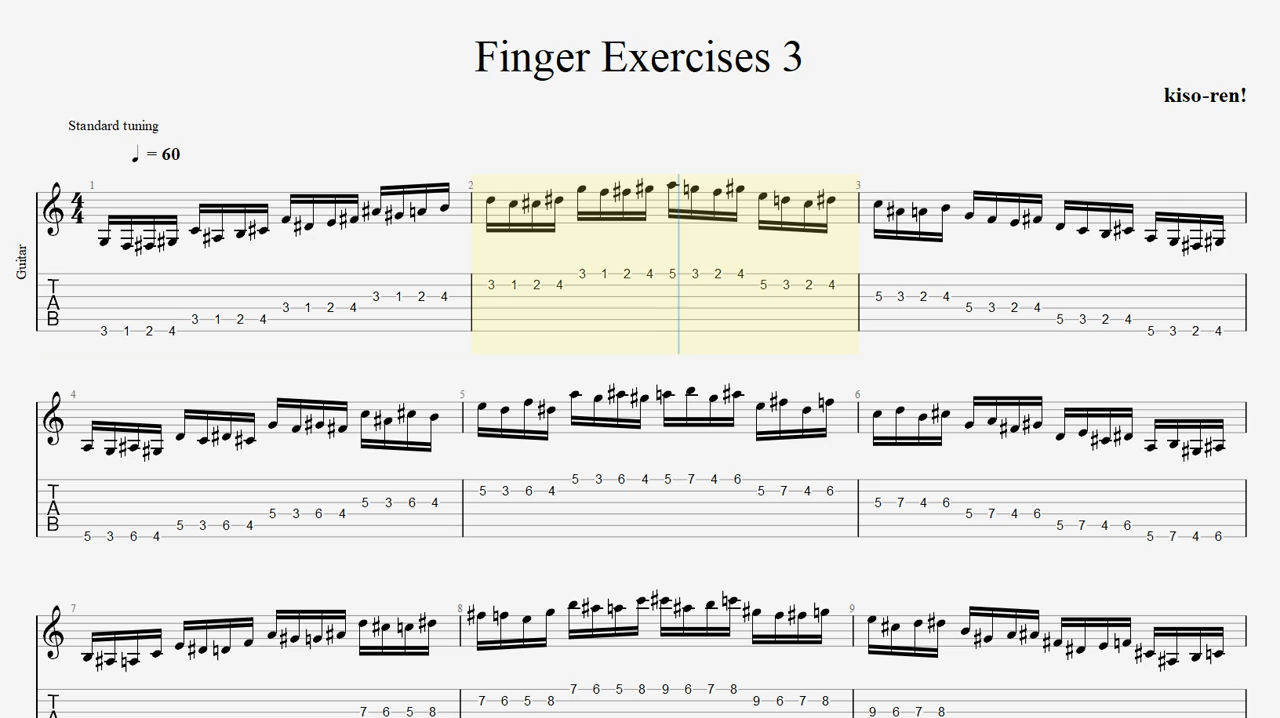 Finger Exercises 3
kiso-ren!
Standard tuning
= 60
Guitar
1 2 3
4 4
T A B
3 1 2 4 5 3 2 4
3 1 2 4 5 3 2 4
3 1 2 4 5 3 2 4
3 1 2 4 5 3 2 4
3 1 2 4 5 3 2 4
3 1 2 4 5 3 2 4
4 5 6
T A B
5 3 6 4 5 7 4 6
5 3 6 4 5 7 4 6
5 3 6 4 5 7 4 6
5 3 6 4 5 7 4 6
5 3 6 4 5 7 4 6
5 3 6 4 5 7 4 6
7 8 9
T
7 6 5 8 9 6 7 8
7 6 5 8 9 6 7 8
7 6 5 8 9 6 7 8